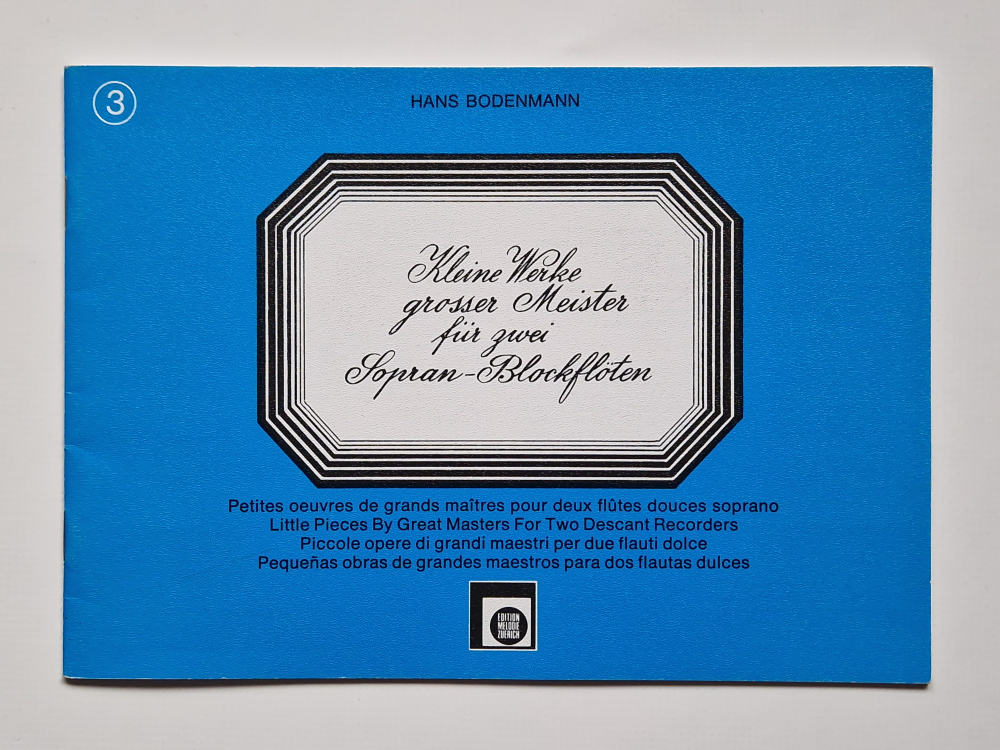 3
HANS BODENMANN
Kleine Werke
grosser Meister
für zwei
Sopran-Blockflöten
Petites oeuvres de grands maîtres pour deux flûtes douces soprano
Little Pieces By Great Masters For Two Descant Recorders
Piccole opere di grandi maestri per due flauti dolce
Pequeñas obras de grandes maestros para dos flautas dulces
EDITION
MELODIE
ZUERICH